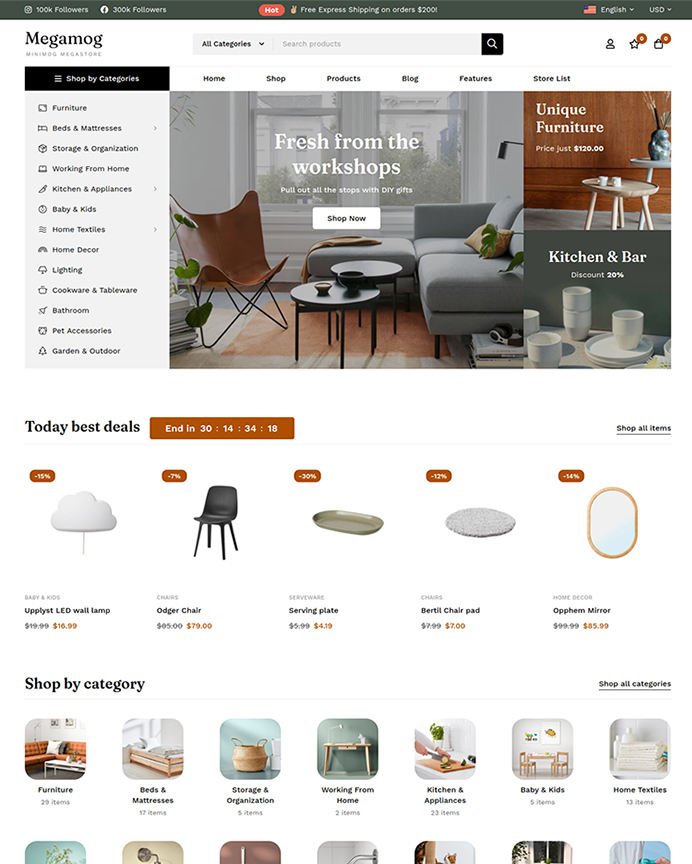 100k Followers 300k Followers Hot ✌🏼 Free Express Shipping on orders $200! English USD
Megamog
MINIMOG MEGASTORE
All Categories Search products 0 0
Shop by Categories Home Shop Products Blog Features Store List
Furniture
Beds & Mattresses
Storage & Organization
Working From Home
Kitchen & Appliances
Baby & Kids
Home Textiles
Home Decor
Lighting
Cookware & Tableware
Bathroom
Pet Accessories
Garden & Outdoor
Fresh from the
workshops
Pull out all the stops with DIY gifts
Shop Now
Unique
Furniture
Price just $120.00
Kitchen & Bar
Discount 20%
Today best deals End in 30 : 14 : 34 : 18 Shop all items
-15% -7% -30% -12% -14%
BABY & KIDS CHAIRS SERVEWARE CHAIRS HOME DECOR
Upplyst LED wall lamp Odger Chair Serving plate Bertil Chair pad Opphem Mirror
$19.99 $16.99 $85.00 $79.00 $5.99 $4.19 $7.99 $7.00 $99.99 $85.99
Shop by category Shop all categories
Furniture
29 items
Beds &
Mattresses
17 items
Storage &
Organization
5 items
Working From
Home
2 items
Kitchen &
Appliances
23 items
Baby & Kids
5 items
Home Textiles
13 items